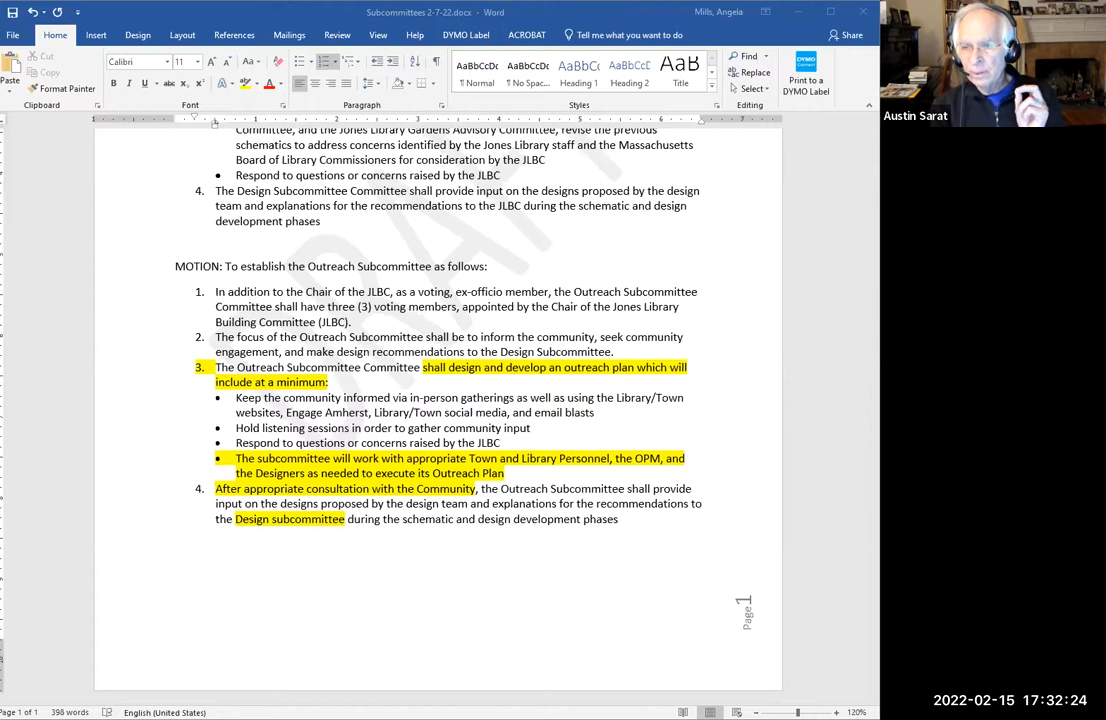 Subcommittees 2-7-22.docx - Word
Mills, Angela
File Home Insert Design Layout References Mailings Review View Help DYMO Labels ACROBAT Tell me what you want to do Share
Cut
Copy
Paste
Format Painter
Clipboard
Calibri 11
Font
Paragraph
AaBbCcDc AaBbCcDc AaBbCc AaBbCcD AaB
¶ Normal ¶ No Spac... Heading 1 Heading 2 Title
Styles
Find
Replace
Select
Editing
Print a to
DYMO Label
Austin Sarat
Committee, and the Jones Library Gardens Advisory Committee, revise the previous
schematics to address concerns identified by the Jones Library staff and the Massachusetts
Board of Library Commissioners for consideration by the JLBC
• Respond to questions or concerns raised by the JLBC
4. The Design Subcommittee Committee shall provide input on the designs proposed by the design
team and explanations for the recommendations to the JLBC during the schematic and design
development phases
MOTION: To establish the Outreach Subcommittee as follows:
1. In addition to the Chair of the JLBC, as a voting, ex-officio member, the Outreach Subcommittee
Committee shall have three (3) voting members, appointed by the Chair of the Jones Library
Building Committee (JLBC).
2. The focus of the Outreach Subcommittee shall be to inform the community, seek community
engagement, and make design recommendations to the Design Subcommittee.
3. The Outreach Subcommittee Committee shall design and develop an outreach plan which will
include at a minimum:
• Keep the community informed via in-person gatherings as well as using the Library/Town
websites, Engage Amherst, Library/Town social media, and email blasts
• Hold listening sessions in order to gather community input
• Respond to questions or concerns raised by the JLBC
• The subcommittee will work with appropriate Town and Library Personnel, the OPM, and
the Designers as needed to execute its Outreach Plan
4. After appropriate consultation with the Community, the Outreach Subcommittee shall provide
input on the designs proposed by the design team and explanations for the recommendations to
the Design subcommittee during the schematic and design development phases
DRAFT
Page 1
2022-02-15 17:32:24
Page 1 of 1 398 words English (United States) 120%